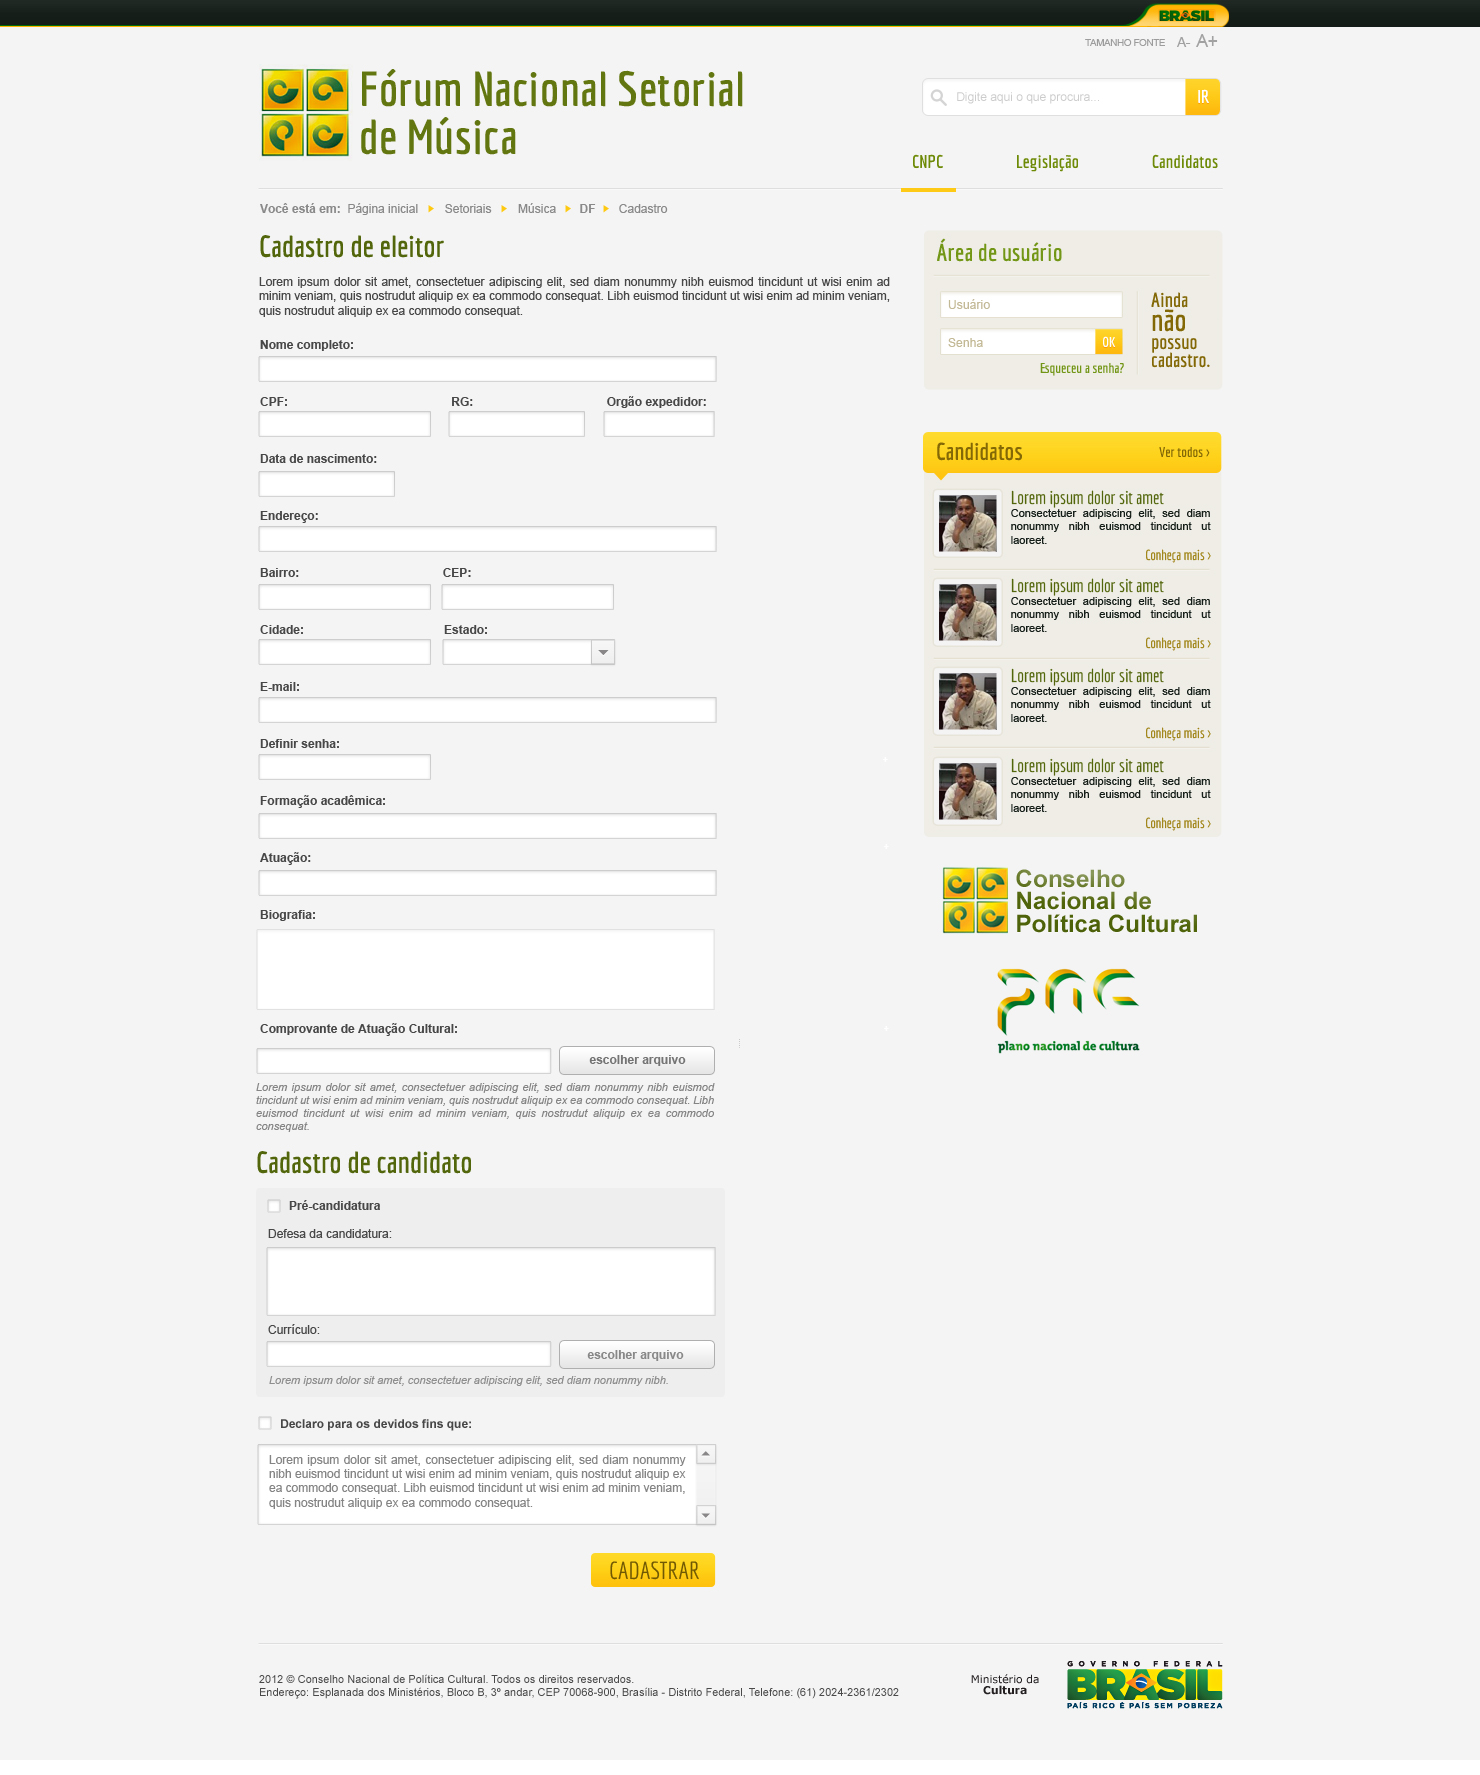 BRASIL
TAMANHO FONTE A- A+
Fórum Nacional Setorial
de Música
Digite aqui o que procura...
IR
CNPC
Legislação
Candidatos
Você está em: Página inicial Setoriais Música DF Cadastro
Cadastro de eleitor
Lorem ipsum dolor sit amet, consectetuer adipiscing elit, sed diam nonummy nibh euismod tincidunt ut wisi enim ad
minim veniam, quis nostrudut aliquip ex ea commodo consequat. Libh euismod tincidunt ut wisi enim ad minim veniam,
quis nostrudut aliquip ex ea commodo consequat.
Nome completo:
CPF:
RG:
Orgão expedidor:
Data de nascimento:
Endereço:
Bairro:
CEP:
Cidade:
Estado:
E-mail:
Definir senha:
Formação acadêmica:
Atuação:
Biografia:
Comprovante de Atuação Cultural:
escolher arquivo
Lorem ipsum dolor sit amet, consectetuer adipiscing elit, sed diam nonummy nibh euismod
tincidunt ut wisi enim ad minim veniam, quis nostrudut aliquip ex ea commodo consequat. Libh
euismod tincidunt ut wisi enim ad minim veniam, quis nostrudut aliquip ex ea commodo
consequat.
Cadastro de candidato
Pré-candidatura
Defesa da candidatura:
Currículo:
escolher arquivo
Lorem ipsum dolor sit amet, consectetuer adipiscing elit, sed diam nonummy nibh.
Declaro para os devidos fins que:
Lorem ipsum dolor sit amet, consectetuer adipiscing elit, sed diam nonummy
nibh euismod tincidunt ut wisi enim ad minim veniam, quis nostrudut aliquip ex
ea commodo consequat. Libh euismod tincidunt ut wisi enim ad minim veniam,
quis nostrudut aliquip ex ea commodo consequat.
CADASTRAR
Área de usuário
Usuário
Senha
OK
Esqueceu a senha?
Ainda
não
possuo
cadastro.
Candidatos
Ver todos ›
Lorem ipsum dolor sit amet
Consectetuer adipiscing elit, sed diam
nonummy nibh euismod tincidunt ut
laoreet.
Conheça mais ›
Lorem ipsum dolor sit amet
Consectetuer adipiscing elit, sed diam
nonummy nibh euismod tincidunt ut
laoreet.
Conheça mais ›
Lorem ipsum dolor sit amet
Consectetuer adipiscing elit, sed diam
nonummy nibh euismod tincidunt ut
laoreet.
Conheça mais ›
Lorem ipsum dolor sit amet
Consectetuer adipiscing elit, sed diam
nonummy nibh euismod tincidunt ut
laoreet.
Conheça mais ›
Conselho
Nacional de
Política Cultural
pnc
plano nacional de cultura
2012 © Conselho Nacional de Política Cultural. Todos os direitos reservados.
Endereço: Esplanada dos Ministérios, Bloco B, 3º andar, CEP 70068-900, Brasília - Distrito Federal, Telefone: (61) 2024-2361/2302
Ministério da
Cultura
GOVERNO FEDERAL
BRASIL
PAÍS RICO É PAÍS SEM POBREZA